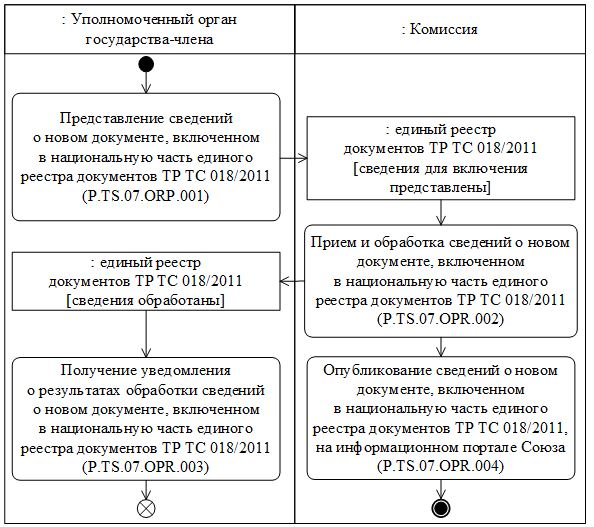 : Уполномоченный орган
государства-члена
: Комиссия
Представление сведений
о новом документе, включенном
в национальную часть единого
реестра документов ТР ТС 018/2011
(P.TS.07.ORP.001)
: единый реестр
документов ТР ТС 018/2011
[сведения для включения
представлены]
Прием и обработка сведений о новом
документе, включенном
в национальную часть единого
реестра документов ТР ТС 018/2011
(P.TS.07.OPR.002)
: единый реестр
документов ТР ТС 018/2011
[сведения обработаны]
Получение уведомления
о результатах обработки сведений
о новом документе, включенном
в национальную часть единого
реестра документов ТР ТС 018/2011
(P.TS.07.OPR.003)
Опубликование сведений о новом
документе, включенном
в национальную часть единого
реестра документов ТР ТС 018/2011,
на информационном портале Союза
(P.TS.07.OPR.004)